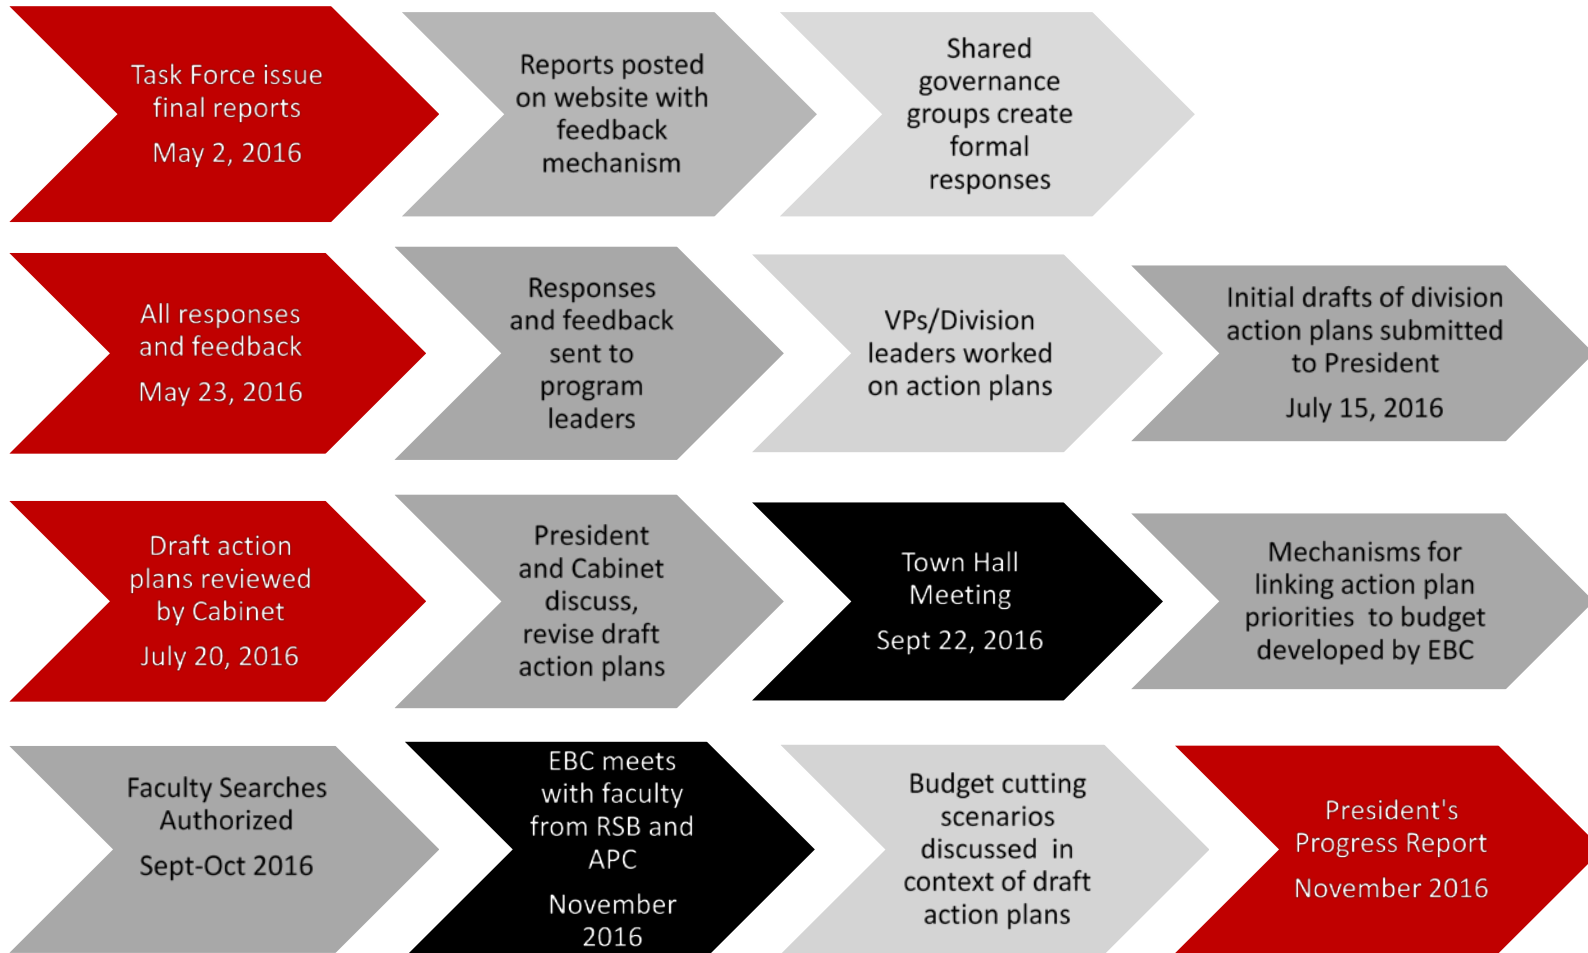 Task Force issue
final reports
May 2, 2016
Reports posted
on website with
feedback
mechanism
Shared
governance
groups create
formal
responses
All responses
and feedback
May 23, 2016
Responses
and feedback
sent to
program
leaders
VPs/Division
leaders worked
on action plans
Initial drafts of division
action plans submitted
to President
July 15, 2016
Draft action
plans reviewed
by Cabinet
July 20, 2016
President
and Cabinet
discuss,
revise draft
action plans
Town Hall
Meeting
Sept 22, 2016
Mechanisms for
linking action plan
priorities  to budget
developed by EBC
Faculty Searches
Authorized
Sept-Oct 2016
EBC meets
with faculty
from RSB and
APC
November
2016
Budget cutting
scenarios
discussed  in
context of draft
action plans
President's
Progress Report
November 2016